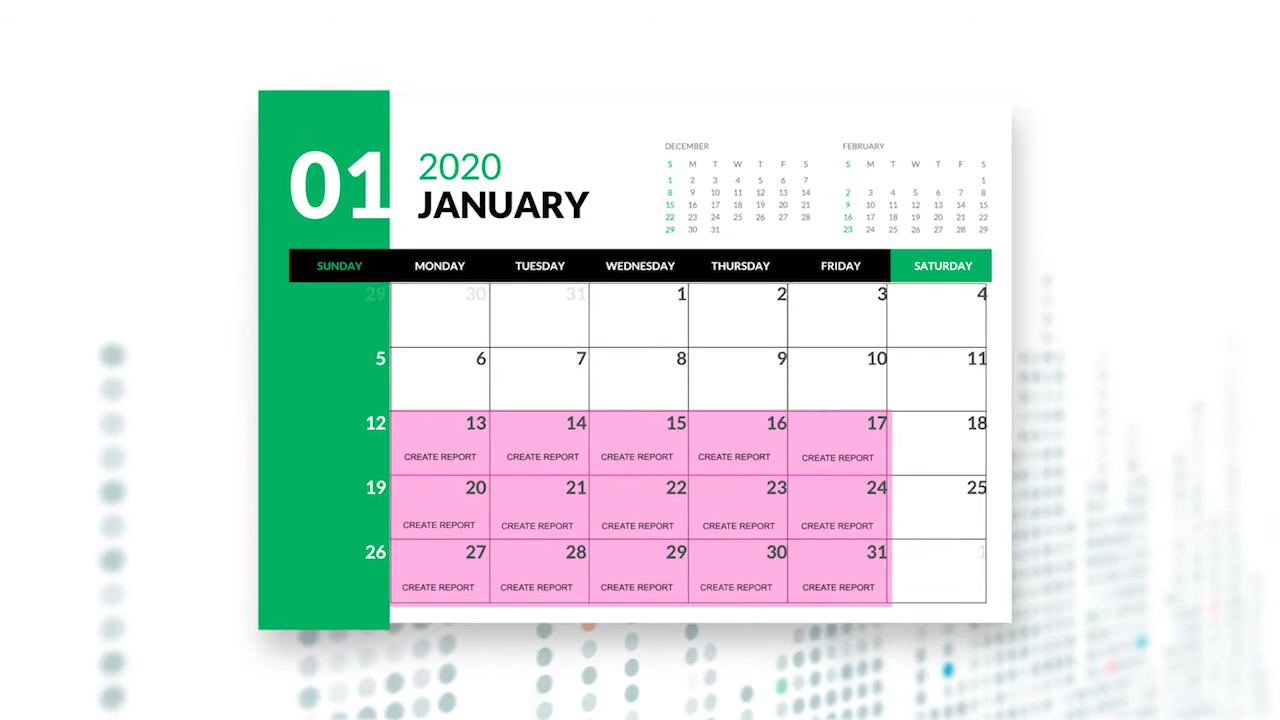 01
2020
JANUARY
DECEMBER
S M T W T F S
1 2 3 4 5 6 7
8 9 10 11 12 13 14
15 16 17 18 19 20 21
22 23 24 25 26 27 28
29 30 31
FEBRUARY
S M T W T F S
1
2 3 4 5 6 7 8
9 10 11 12 13 14 15
16 17 18 19 20 21 22
23 24 25 26 27 28 29
SUNDAY MONDAY TUESDAY WEDNESDAY THURSDAY FRIDAY SATURDAY
29 30 31 1 2 3 4
5 6 7 8 9 10 11
12 13 14 15 16 17 18
CREATE REPORT CREATE REPORT CREATE REPORT CREATE REPORT CREATE REPORT
19 20 21 22 23 24 25
CREATE REPORT CREATE REPORT CREATE REPORT CREATE REPORT CREATE REPORT
26 27 28 29 30 31 1
CREATE REPORT CREATE REPORT CREATE REPORT CREATE REPORT CREATE REPORT